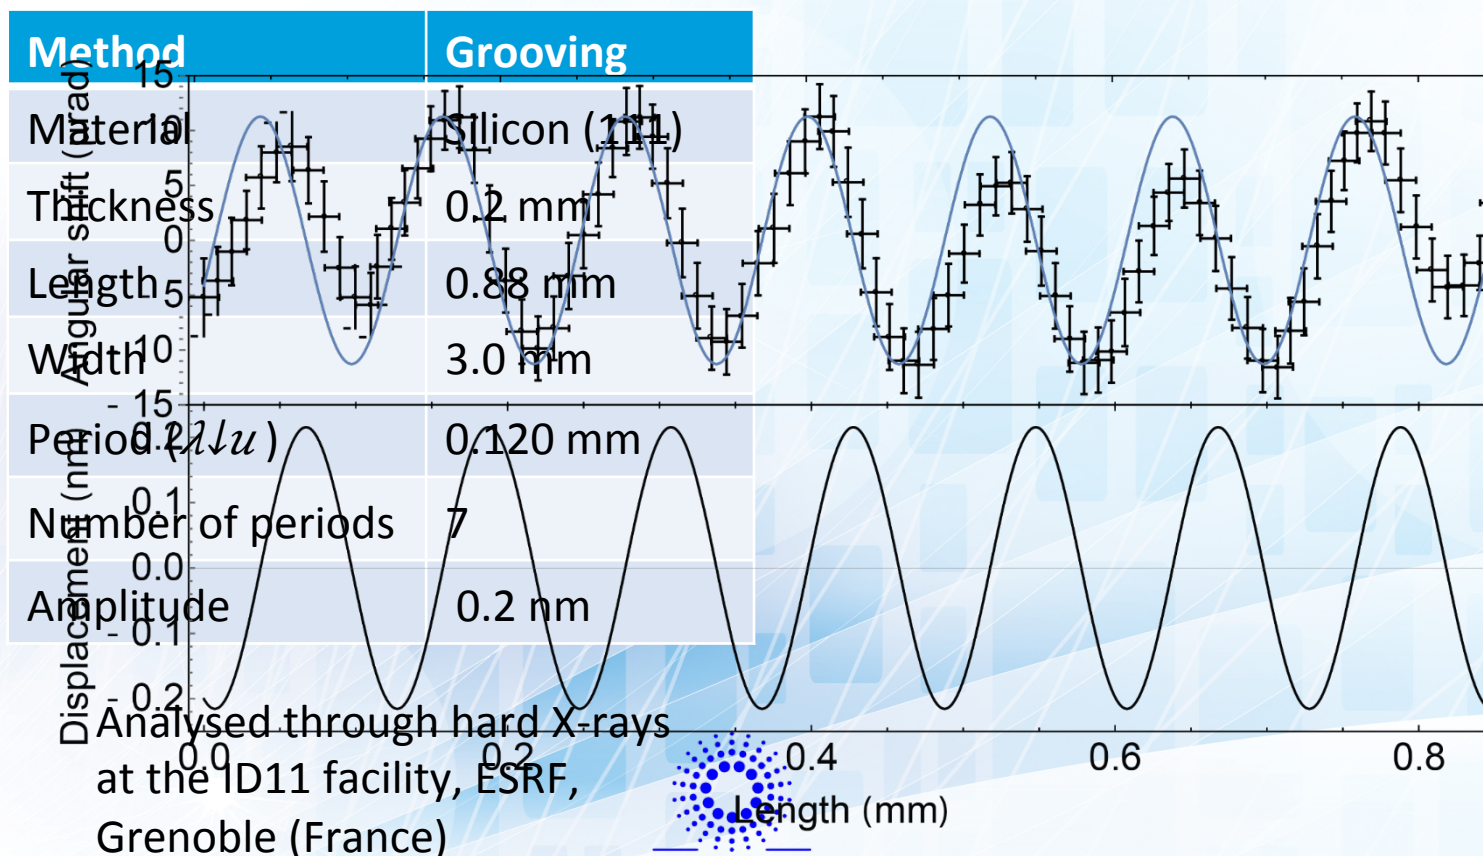 Method Grooving
Material Silicon (111)
Thickness 0.2 mm
Length 0.88 mm
Width 3.0 mm
Period (λ↓u ) 0.120 mm
Number of periods 7
Amplitude 0.2 nm
Angular shift (μrad)
15
10
5
0
- 5
- 10
- 15
Displacement (nm)
0.2
0.1
0.0
- 0.1
- 0.2
0.0 0.2 0.4 0.6 0.8
Length (mm)
Analysed through hard X-rays
at the ID11 facility, ESRF,
Grenoble (France)